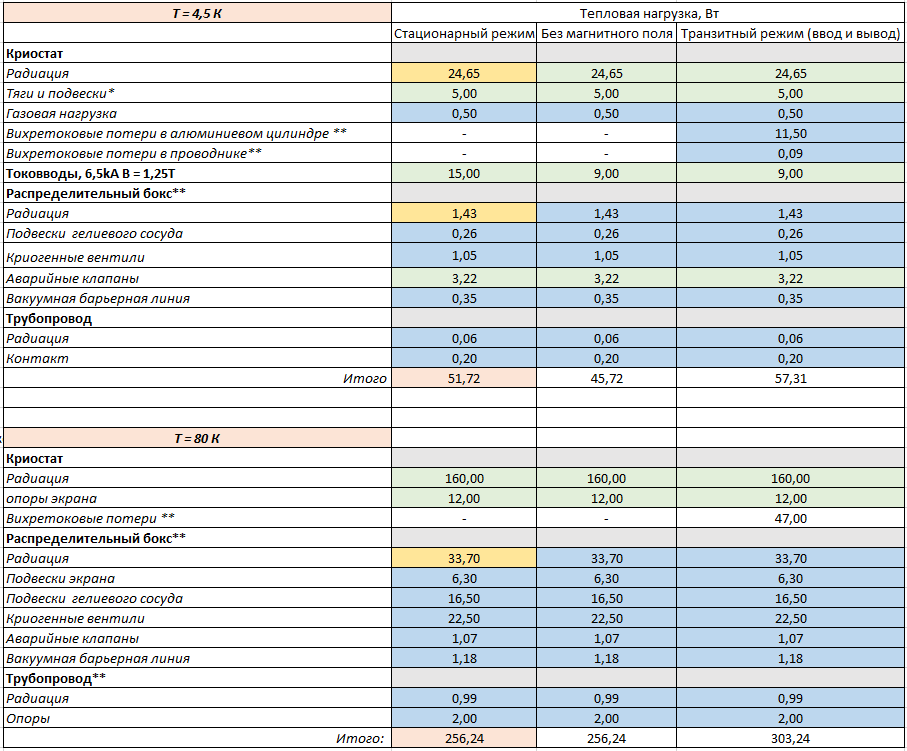 T = 4,5 К Тепловая нагрузка, Вт
Стационарный режим Без магнитного поля Транзитный режим (ввод и вывод)
Криостат
Радиация 24,65 24,65 24,65
Тяги и подвески* 5,00 5,00 5,00
Газовая нагрузка 0,50 0,50 0,50
Вихретоковые потери в алюминиевом цилиндре ** - - 11,50
Вихретоковые потери в проводнике** - - 0,09
Токовводы, 6,5kA B = 1,25T 15,00 9,00 9,00
Распределительный бокс**
Радиация 1,43 1,43 1,43
Подвески гелиевого сосуда 0,26 0,26 0,26
Криогенные вентили 1,05 1,05 1,05
Аварийные клапаны 3,22 3,22 3,22
Вакуумная барьерная линия 0,35 0,35 0,35
Трубопровод
Радиация 0,06 0,06 0,06
Контакт 0,20 0,20 0,20
Итого 51,72 45,72 57,31
T = 80 К
Криостат
Радиация 160,00 160,00 160,00
опоры экрана 12,00 12,00 12,00
Вихретоковые потери ** - - 47,00
Распределительный бокс**
Радиация 33,70 33,70 33,70
Подвески экрана 6,30 6,30 6,30
Подвески гелиевого сосуда 16,50 16,50 16,50
Криогенные вентили 22,50 22,50 22,50
Аварийные клапаны 1,07 1,07 1,07
Вакуумная барьерная линия 1,18 1,18 1,18
Трубопровод**
Радиация 0,99 0,99 0,99
Опоры 2,00 2,00 2,00
Итого: 256,24 256,24 303,24